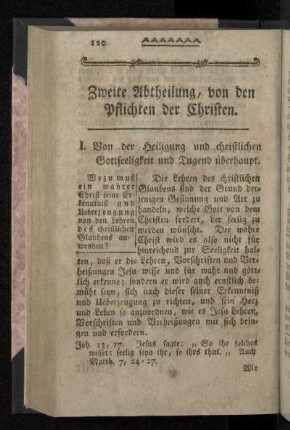 120
Zweite Abtheilung, von den
Pflichten der Christen.
I. Von der Heiligung und christlichen
Gottseeligkeit und Tugend überhaupt.
Wozu muß
ein wahrer
Christ seine Er-
kenntniß und
Ueberzeugung
von den Lehren
des christlichen
Glaubens an-
wenden?
Die Lehren des christlichen
Glaubens sind der Grund der-
jenigen Gesinnung und Art zu
handeln, welche Gott von dem
Christen fordert, der seelig zu
werden wünscht. Der wahre
Christ wird es also nicht für
hinreichend zur Seeligkeit hal-
ten, daß er die Lehren, Vorschriften und Ver-
heißungen Jesu wisse und für wahr und gött-
lich erkenne; sondern er wird auch ernstlich be-
müht seyn, sich nach dieser seiner Erkenntniß
und Ueberzeugung zu richten, und sein Herz
und Leben so anzuordnen, wie es Jesu Lehren,
Vorschriften und Verheißungen mit sich brin-
gen und erfordern.
Joh. 13, 17. Jesus sagte: „ So ihr solches
wisset; seelig seyd ihr, so ihrs thut. „ Auch
Matth. 7, 24-27.
Wie